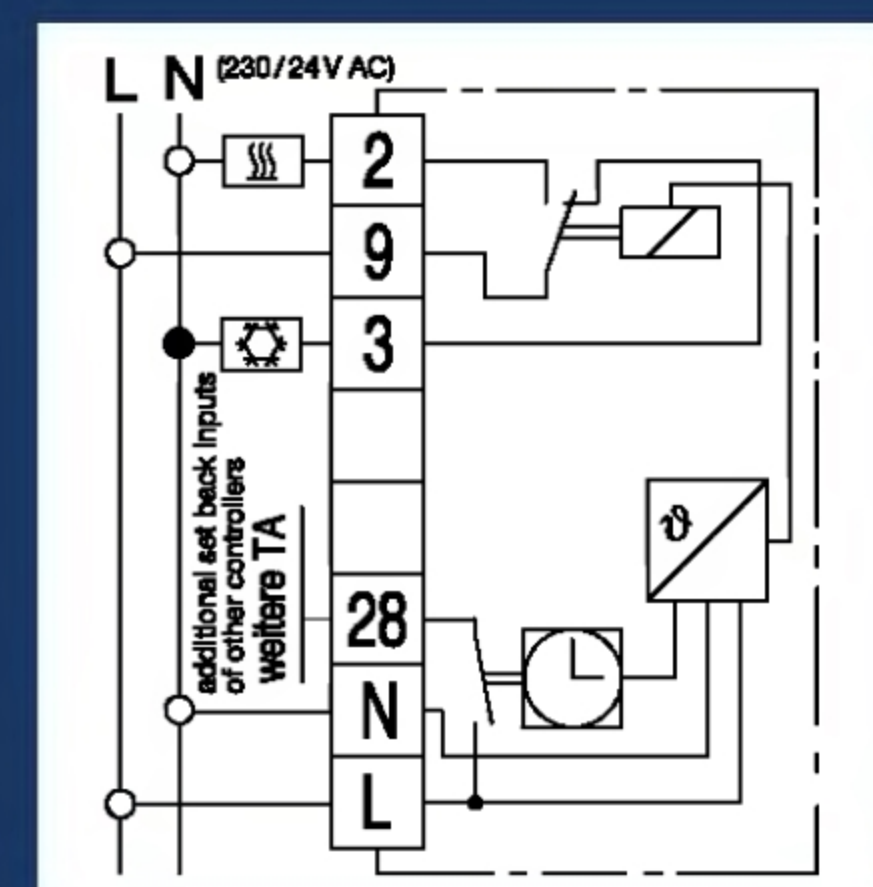 L N (230/24V AC)
2
9
3
additional set back inputs
of other controllers
weitere TA
28
N
L
ϑ